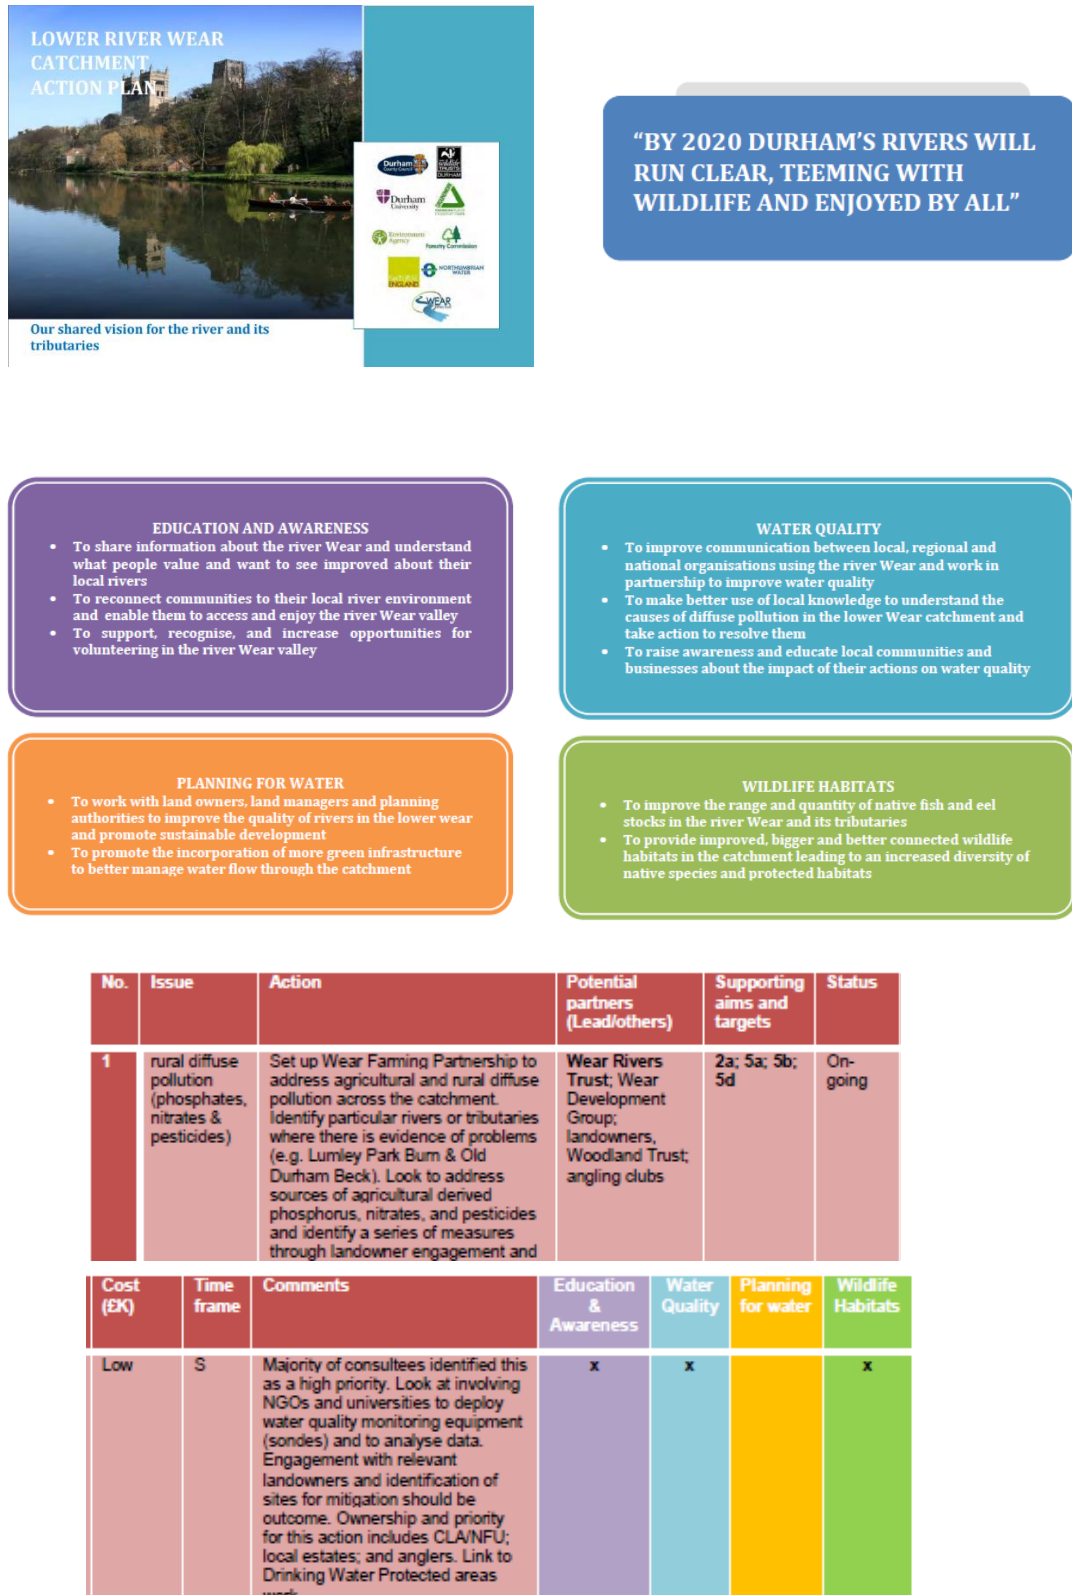 LOWER RIVER WEAR
CATCHMENT
ACTION PLAN
Durham
County Council
wildlife
TRUSTS
DURHAM
Durham
University
Environment
Agency
Forestry Commission
NATURAL
ENGLAND
NORTHUMBRIAN
WATER
WEAR
Our shared vision for the river and its
tributaries
“BY 2020 DURHAM’S RIVERS WILL
RUN CLEAR, TEEMING WITH
WILDLIFE AND ENJOYED BY ALL”
EDUCATION AND AWARENESS
• To share information about the river Wear and understand
what people value and want to see improved about their
local rivers
• To reconnect communities to their local river environment
and enable them to access and enjoy the river Wear valley
• To support, recognise, and increase opportunities for
volunteering in the river Wear valley
WATER QUALITY
• To improve communication between local, regional and
national organisations using the river Wear and work in
partnership to improve water quality
• To make better use of local knowledge to understand the
causes of diffuse pollution in the lower Wear catchment and
take action to resolve them
• To raise awareness and educate local communities and
businesses about the impact of their actions on water quality
PLANNING FOR WATER
• To work with land owners, land managers and planning
authorities to improve the quality of rivers in the lower wear
and promote sustainable development
• To promote the incorporation of more green infrastructure
to better manage water flow through the catchment
WILDLIFE HABITATS
• To improve the range and quantity of native fish and eel
stocks in the river Wear and its tributaries
• To provide improved, bigger and better connected wildlife
habitats in the catchment leading to an increased diversity of
native species and protected habitats
No.
Issue
Action
Potential
partners
(Lead/others)
Supporting
aims and
targets
Status
1
rural diffuse
pollution
(phosphates,
nitrates &
pesticides)
Set up Wear Farming Partnership to
address agricultural and rural diffuse
pollution across the catchment.
Identify particular rivers or tributaries
where there is evidence of problems
(e.g. Lumley Park Burn & Old
Durham Beck). Look to address
sources of agricultural derived
phosphorus, nitrates, and pesticides
and identify a series of measures
through landowner engagement and
Wear Rivers
Trust; Wear
Development
Group;
landowners,
Woodland Trust;
angling clubs
2a; 5a; 5b;
5d
On-
going
Cost
(£K)
Time
frame
Comments
Education
&
Awareness
Water
Quality
Planning
for water
Wildlife
Habitats
Low
S
Majority of consultees identified this
as a high priority. Look at involving
NGOs and universities to deploy
water quality monitoring equipment
(sondes) and to analyse data.
Engagement with relevant
landowners and identification of
sites for mitigation should be
outcome. Ownership and priority
for this action includes CLA/NFU;
local estates; and anglers. Link to
Drinking Water Protected areas
work
x
x
x